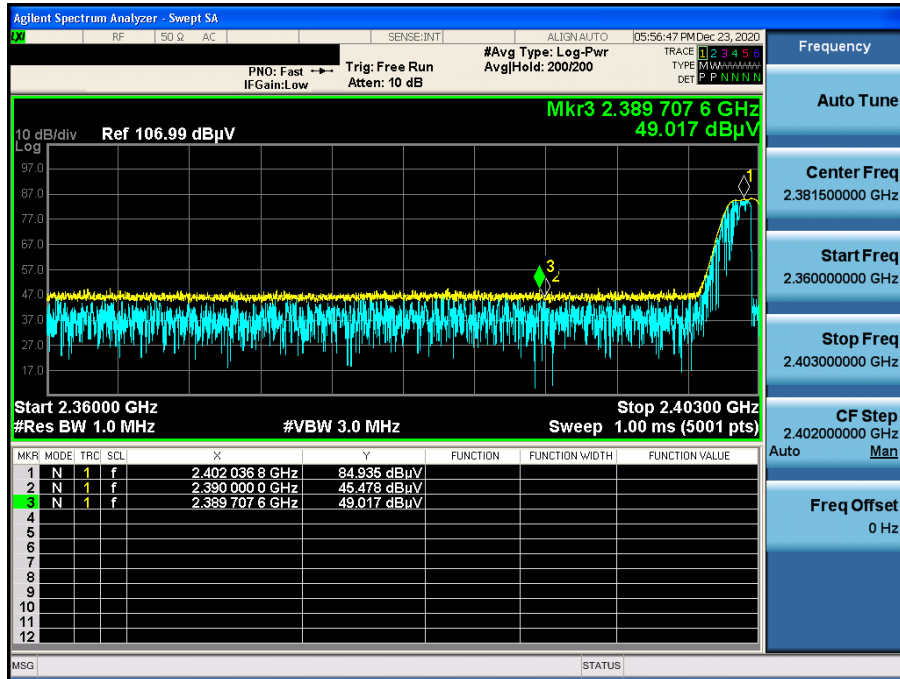 Agilent Spectrum Analyzer - Swept SA
LXI RF 50 Ω AC SENSE:INT ALIGN AUTO 05:56:47 PM Dec 23, 2020
Frequency
#Avg Type: Log-Pwr TRACE 1 2 3 4 5 6
PNO: Fast Trig: Free Run Avg|Hold: 200/200 TYPE M
IFGain:Low Atten: 10 dB DET P P N N N N
Auto Tune
Mkr3 2.389 707 6 GHz
10 dB/div Ref 106.99 dBµV 49.017 dBµV
Log
97.0
87.0
77.0
67.0
57.0
47.0
37.0
27.0
17.0
1
3
2
Start 2.36000 GHz Stop 2.40300 GHz
#Res BW 1.0 MHz #VBW 3.0 MHz Sweep 1.00 ms (5001 pts)
MKR MODE TRC SCL X Y FUNCTION FUNCTION WIDTH FUNCTION VALUE
1 N 1 f 2.402 036 8 GHz 84.935 dBµV
2 N 1 f 2.390 000 0 GHz 45.478 dBµV
3 N 1 f 2.389 707 6 GHz 49.017 dBµV
4
5
6
7
8
9
10
11
12
Center Freq
2.381500000 GHz
Start Freq
2.360000000 GHz
Stop Freq
2.403000000 GHz
CF Step
2.402000000 GHz
Auto Man
Freq Offset
0 Hz
MSG STATUS